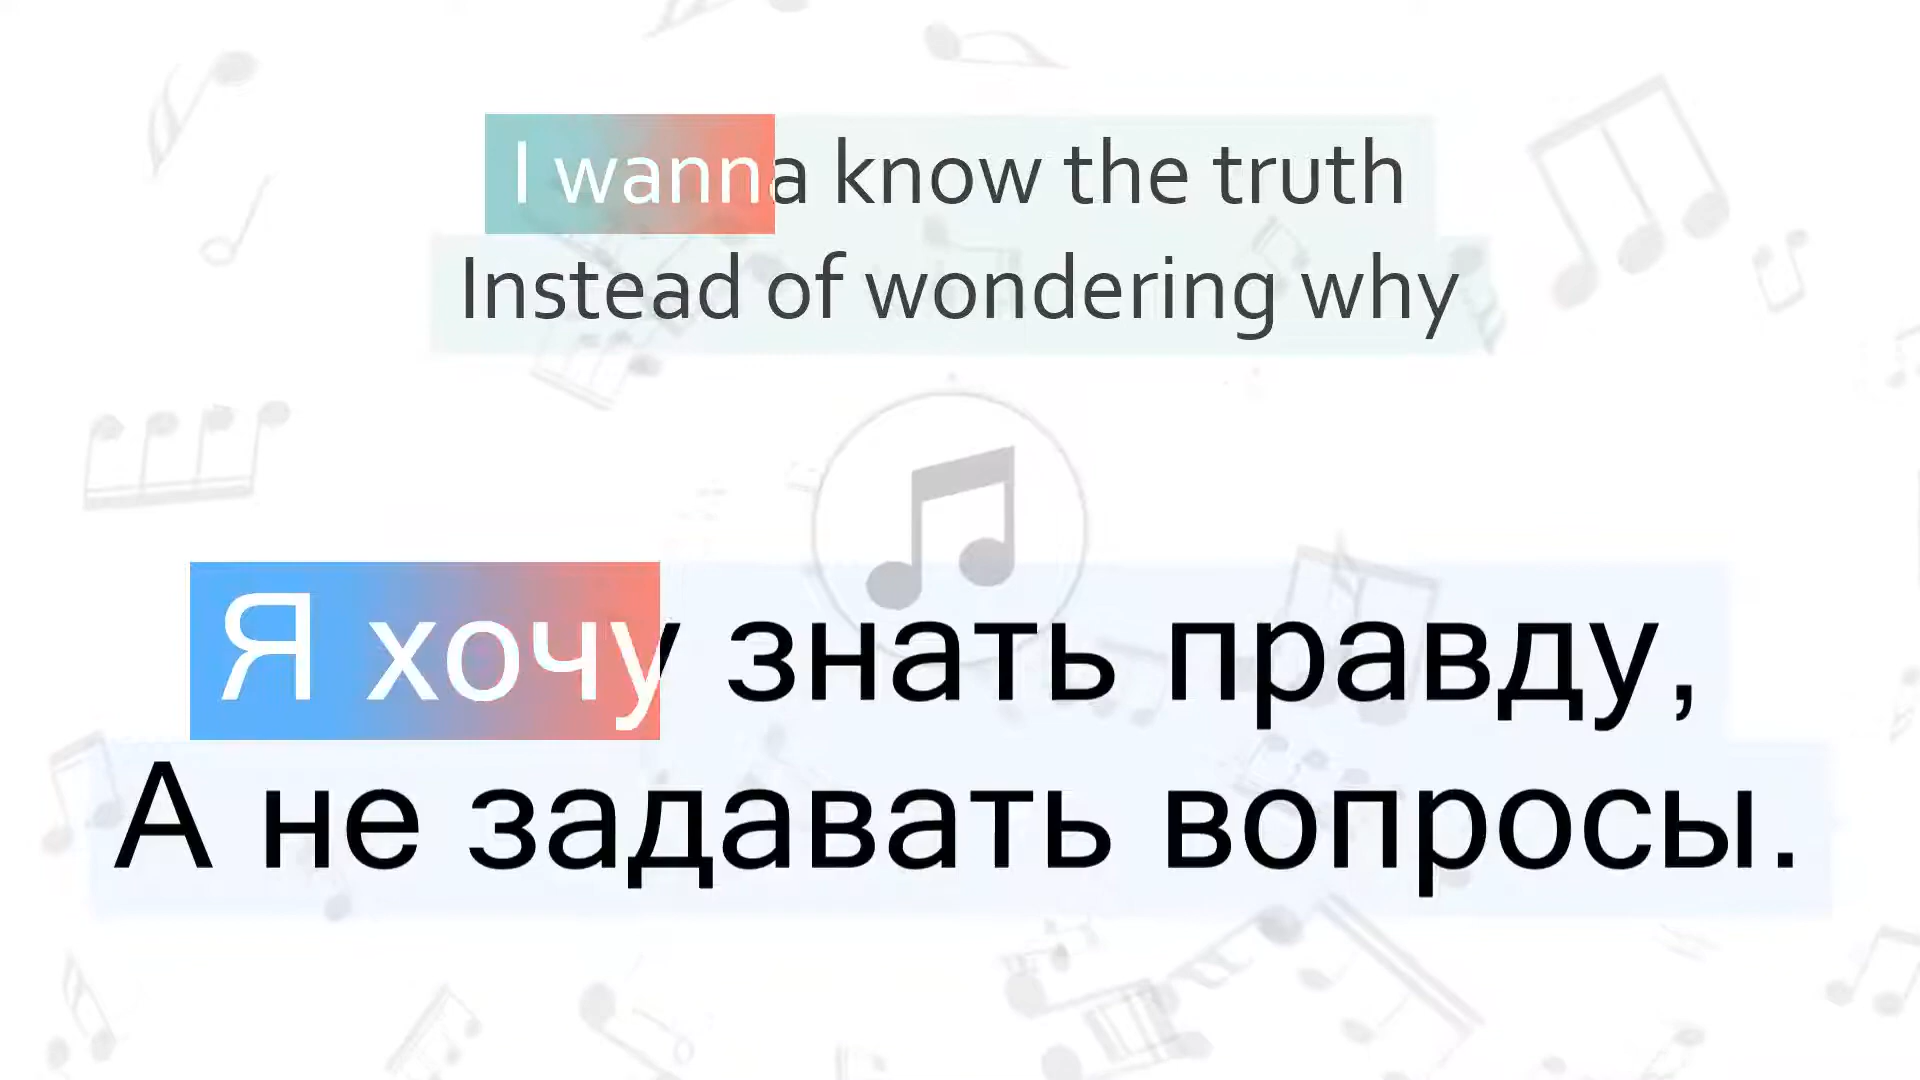 I wanna know the truth
Instead of wondering why
Я хочу знать правду,
А не задавать вопросы.